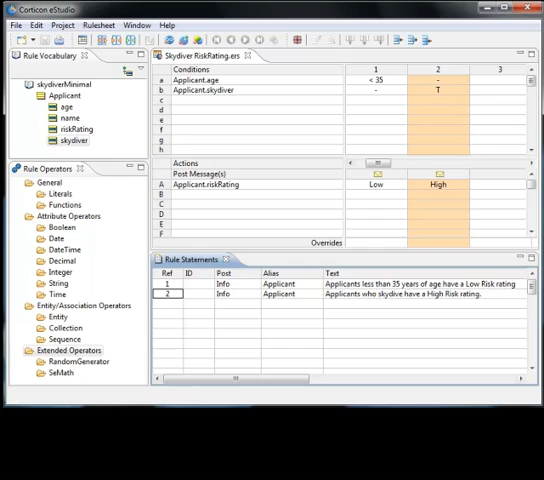 Corticon eStudio
File Edit Project Rulesheet Window Help
Rule Vocabulary
skydiverMinimal
Applicant
age
name
riskRating
skydiver
Rule Operators
General
Literals
Functions
Attribute Operators
Boolean
Date
DateTime
Decimal
Integer
String
Time
Entity/Association Operators
Entity
Collection
Sequence
Extended Operators
RandomGenerator
SeMath
Skydiver RiskRating.ers
Conditions 1 2 3
a Applicant.age < 35 -
b Applicant.skydiver - T
c
d
e
f
g
h
Actions
Post Message(s)
A Applicant.riskRating Low High
B
C
D
E
F
Overrides
Rule Statements
Ref ID Post Alias Text
1 Info Applicant Applicants less than 35 years of age have a Low Risk rating
2 Info Applicant Applicants who skydive have a High Risk rating.